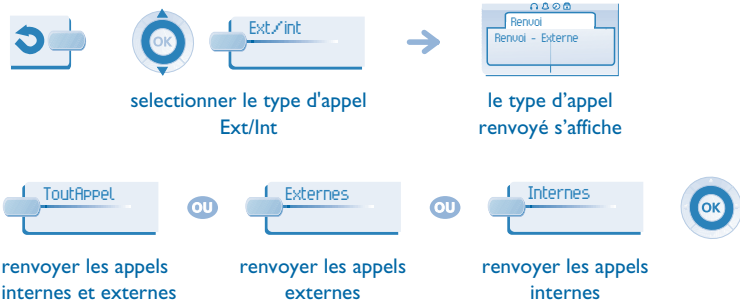 OK
Ext/int
Renvoi
Renvoi - Externe
selectionner le type d'appel
Ext/Int
le type d’appel
renvoyé s’affiche
ToutAppel
OU
Externes
OU
Internes
OK
renvoyer les appels
internes et externes
renvoyer les appels
externes
renvoyer les appels
internes